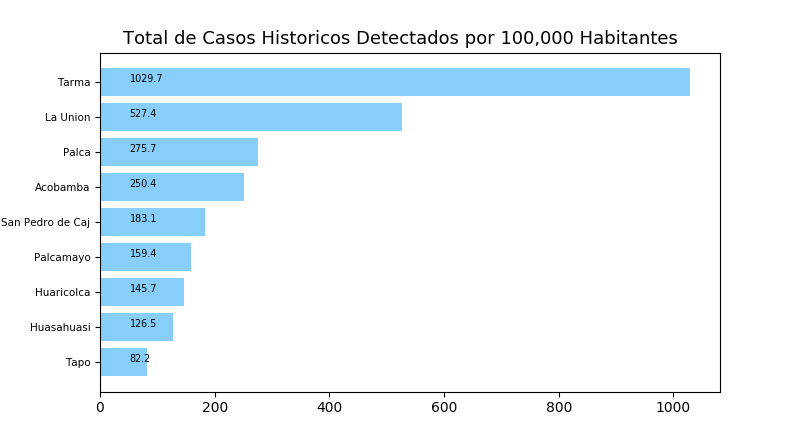 Total de Casos Historicos Detectados por 100,000 Habitantes
Tarma 1029.7
La Union 527.4
Palca 275.7
Acobamba 250.4
San Pedro de Caj 183.1
Palcamayo 159.4
Huaricolca 145.7
Huasahuasi 126.5
Tapo 82.2
0 200 400 600 800 1000